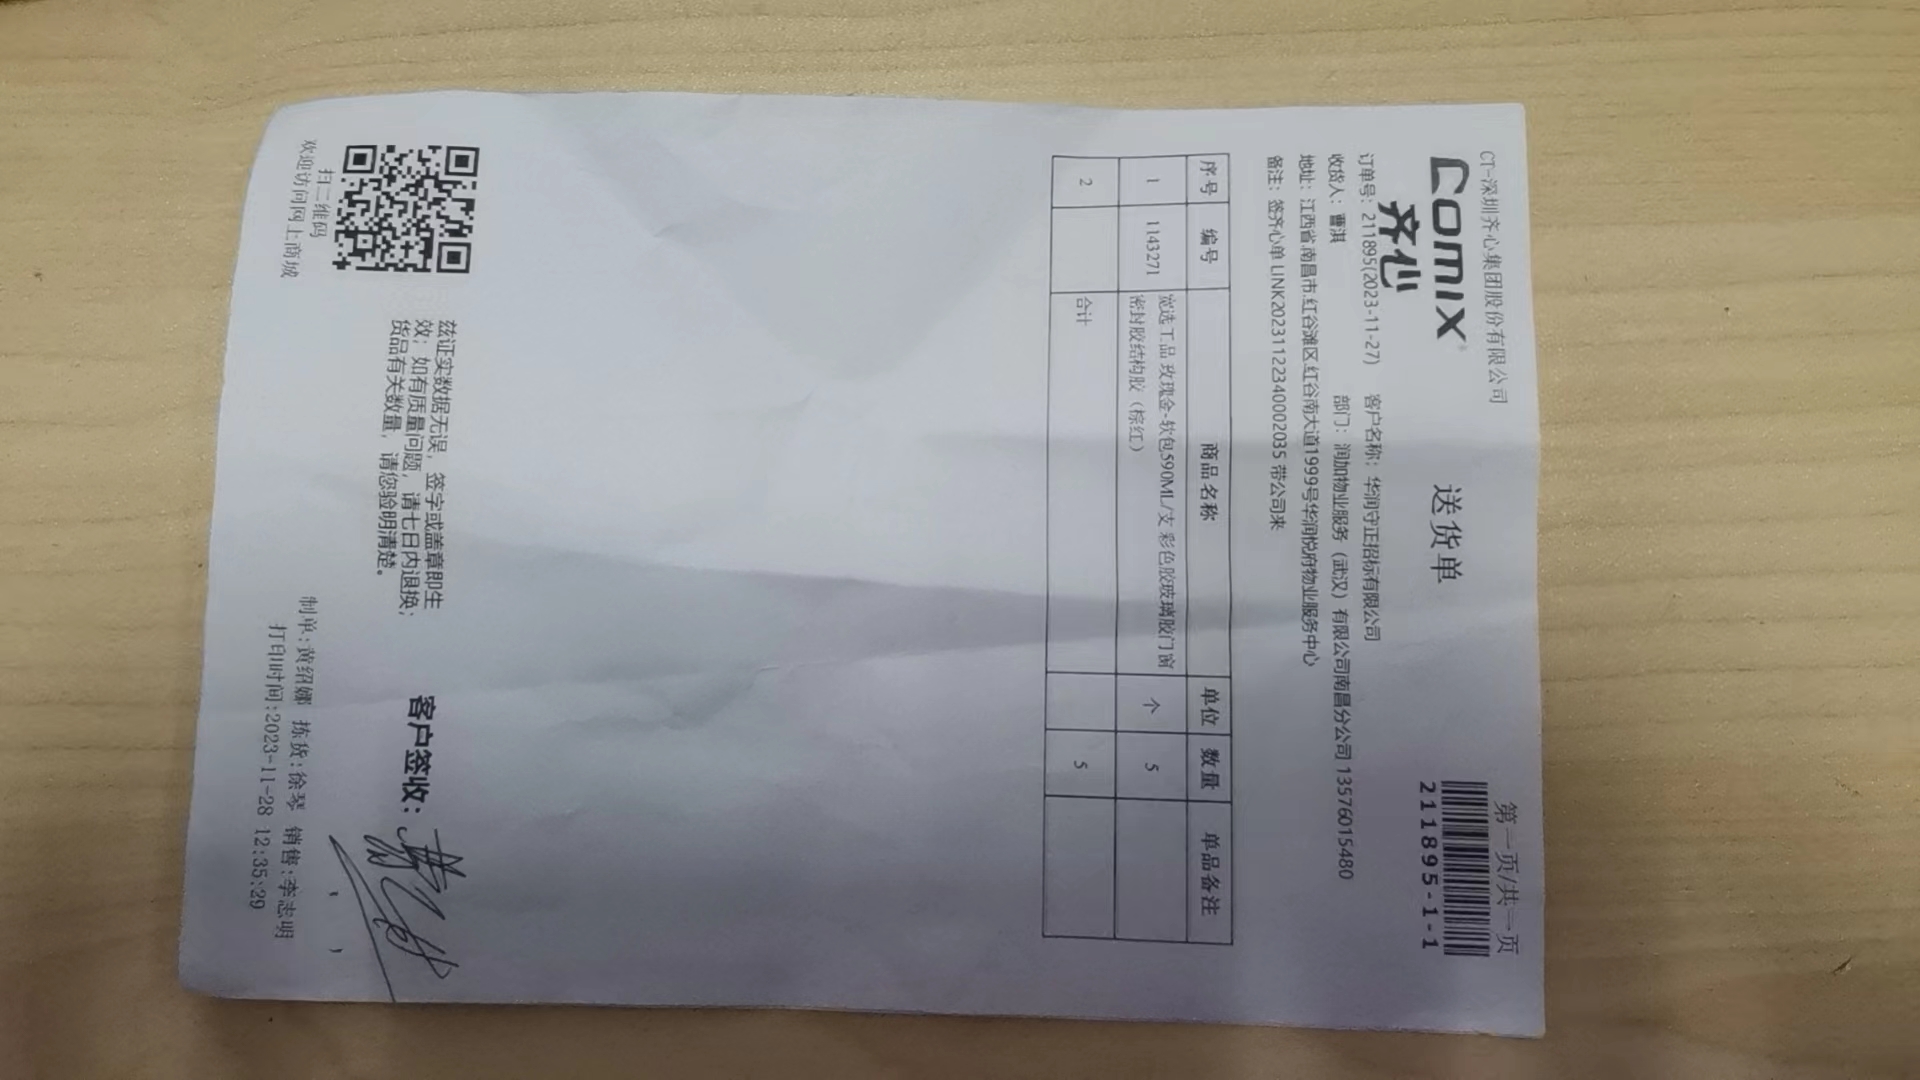 CT-深圳齐心集团股份有限公司
第一页/共一页
COMIX
齐心
送货单
211895-1-1
订单号: 211895(2023-11-27) 客户名称: 华润守正招标有限公司
收货人: 曹淇 部门: 润加物业服务（武汉）有限公司南昌分公司 13576015480
地址: 江西省.南昌市.红谷滩区.红谷南大道1999号华润悦府物业服务中心
备注: 签齐心单 LINK20231122340002035 带公司来
序号 编号 商品名称 单位 数量 单品备注
1 1143271 宽选工品 玫瑰金-软包590ML/支 彩色胶玻璃胶门窗 个 5
密封胶结构胶（棕红）
2 合计 5
兹证实数据无误，签字或盖章即生
效；如有质量问题，请七日内退换；
货品有关数量，请您验明清楚。
客户签收:
扫二维码
欢迎访问网上商城
制单:黄绍娜 拣货:徐琴 销售:李志明
打印时间:2023-11-28 12:35:29